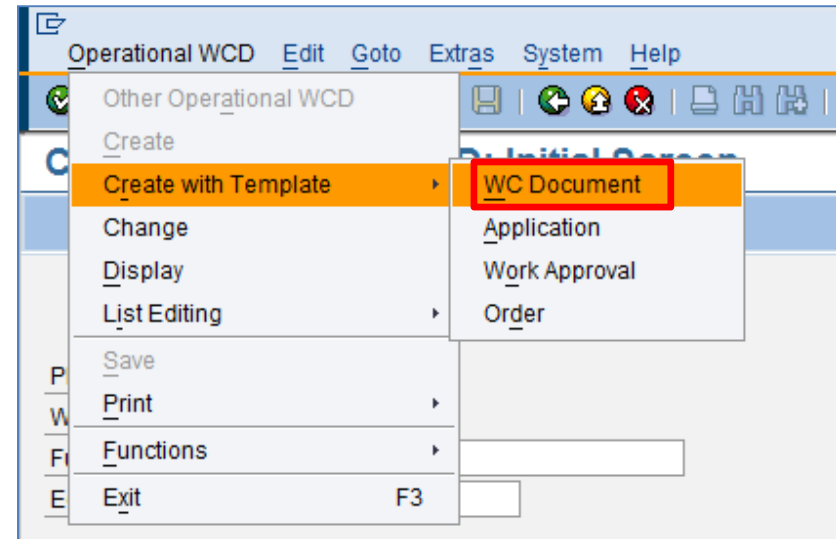 Operational WCD Edit Goto Extras System Help
Other Operational WCD
Create
Create with Template
WC Document
Change
Application
Display
Work Approval
List Editing
Order
Save
Print
Functions
Exit F3